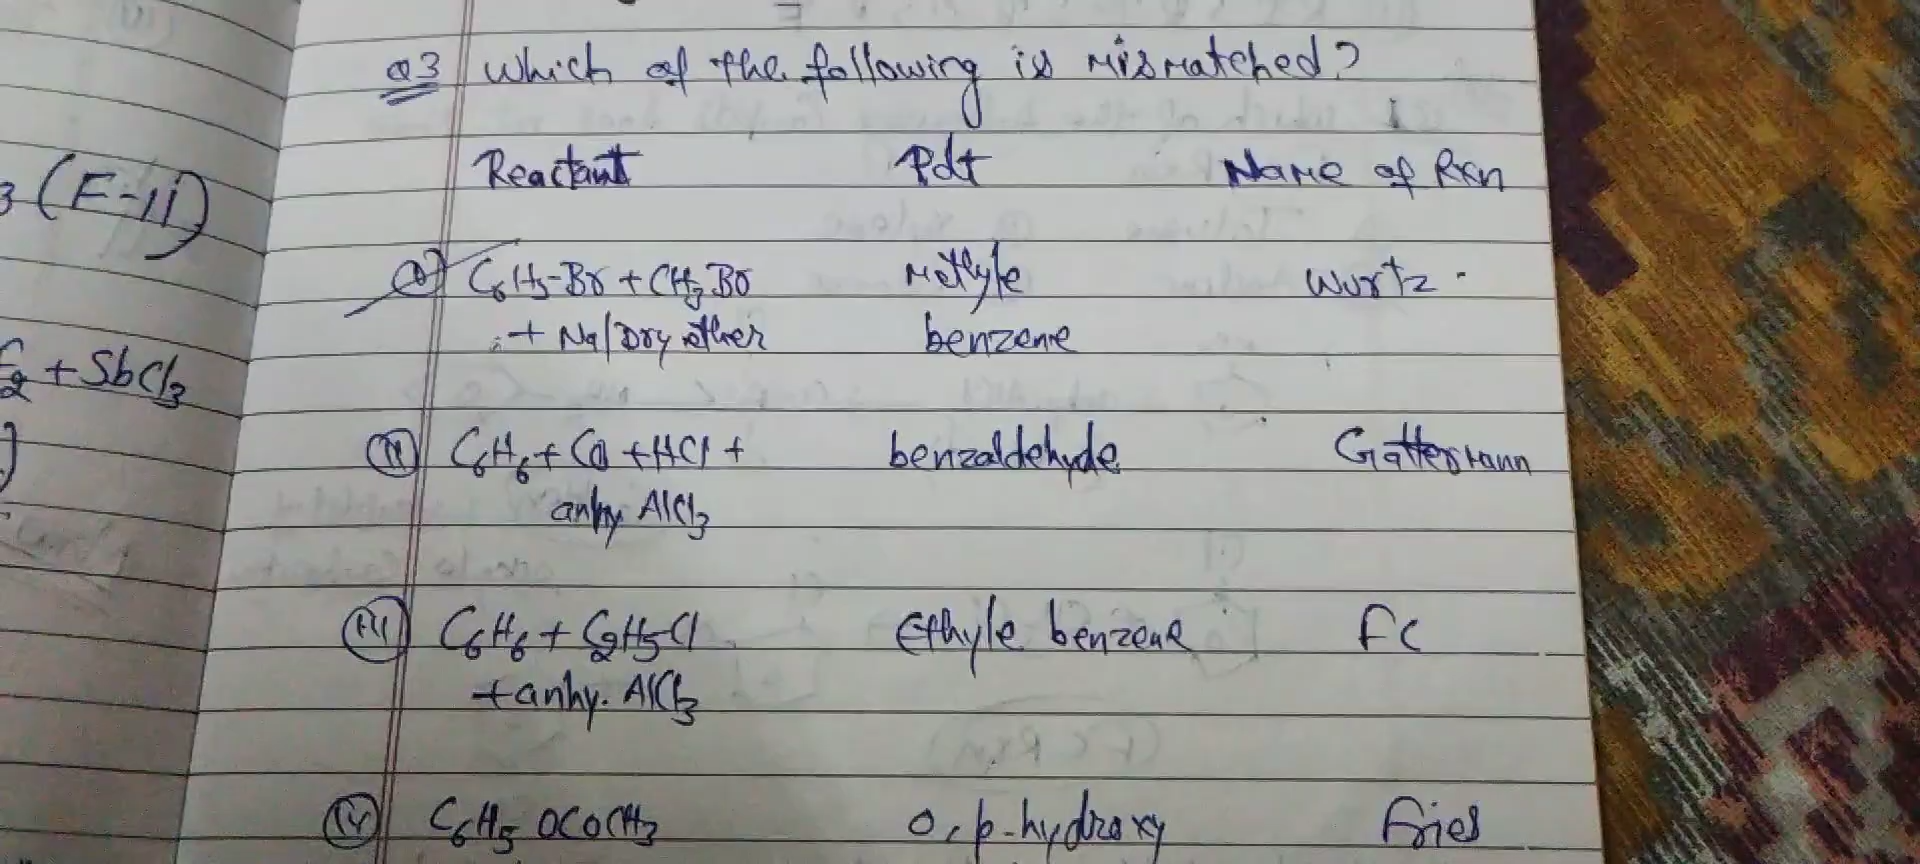 Q3 Which of the following is mismatched?
Reactant Pdt Name of Rxn
3 (E-11)
(I) C6H5-Br + CH3Br Methyle Wurtz
+ Na/Dry ether benzene
+ SbCl3
(II) C6H6 + CO + HCl + benzaldehyde Gattermann
anhy. AlCl3
(III) C6H6 + C2H5-Cl Ethyle benzene FC
+ anhy. AlCl3
(IV) C6H5 OCOCH3 O, p-hydroxy fries